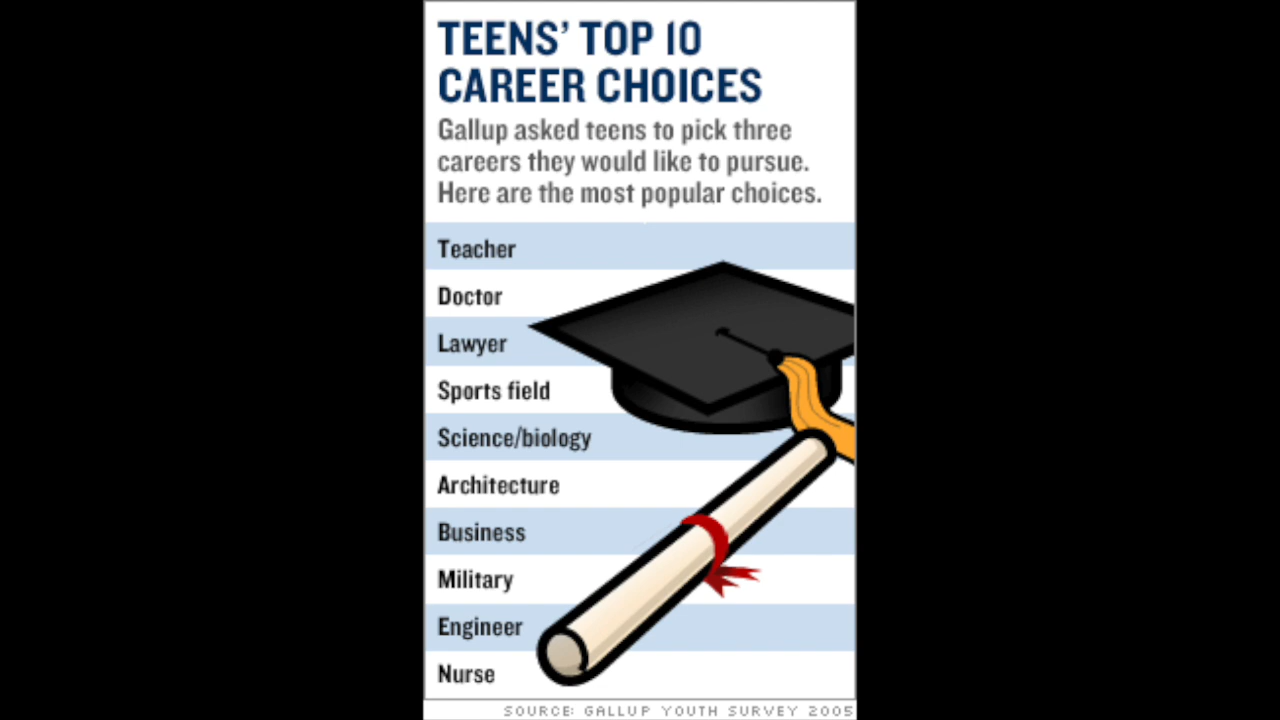 TEENS’ TOP 10
CAREER CHOICES
Gallup asked teens to pick three
careers they would like to pursue.
Here are the most popular choices.
Teacher
Doctor
Lawyer
Sports field
Science/biology
Architecture
Business
Military
Engineer
Nurse
SOURCE: GALLUP YOUTH SURVEY 2005